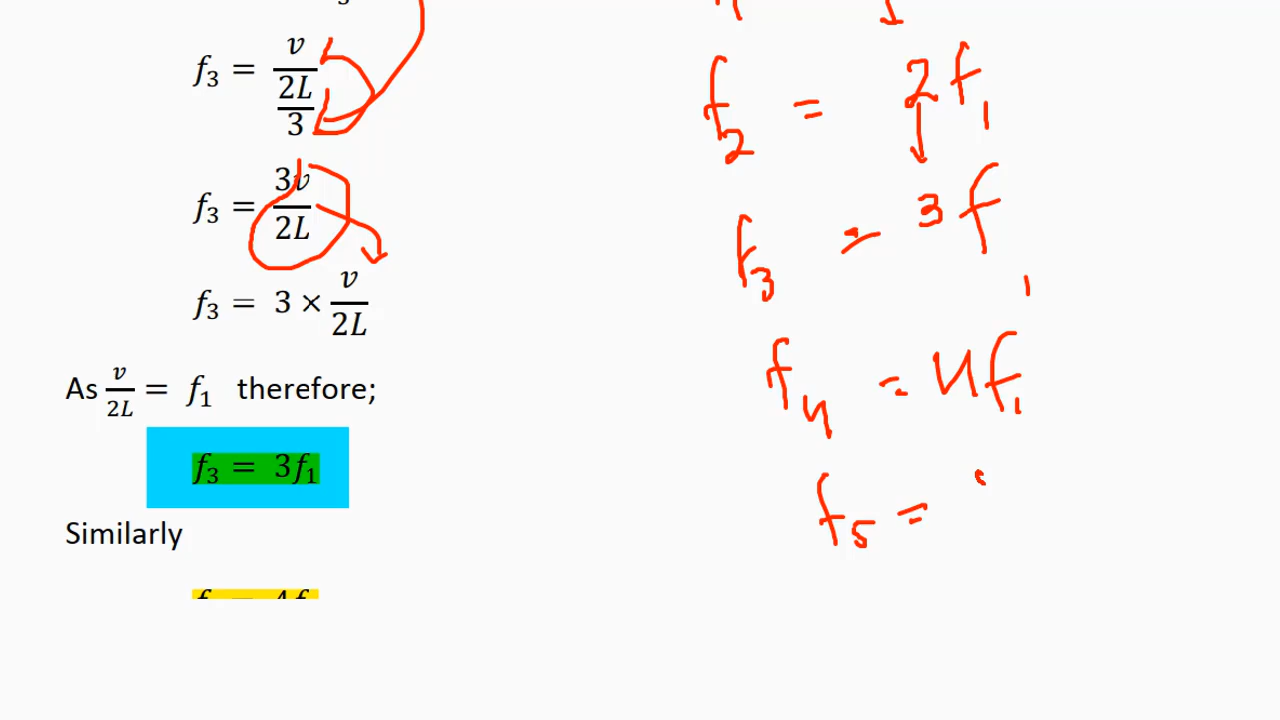 f₃ = v / (2L / 3)
f₃ = 3v / 2L
f₃ = 3 × v / 2L
As v / 2L = f₁ therefore;
f₃ = 3f₁
Similarly
f₂ = 2f₁
f₃ = 3f₁
f₄ = 4f₁
f₅ =